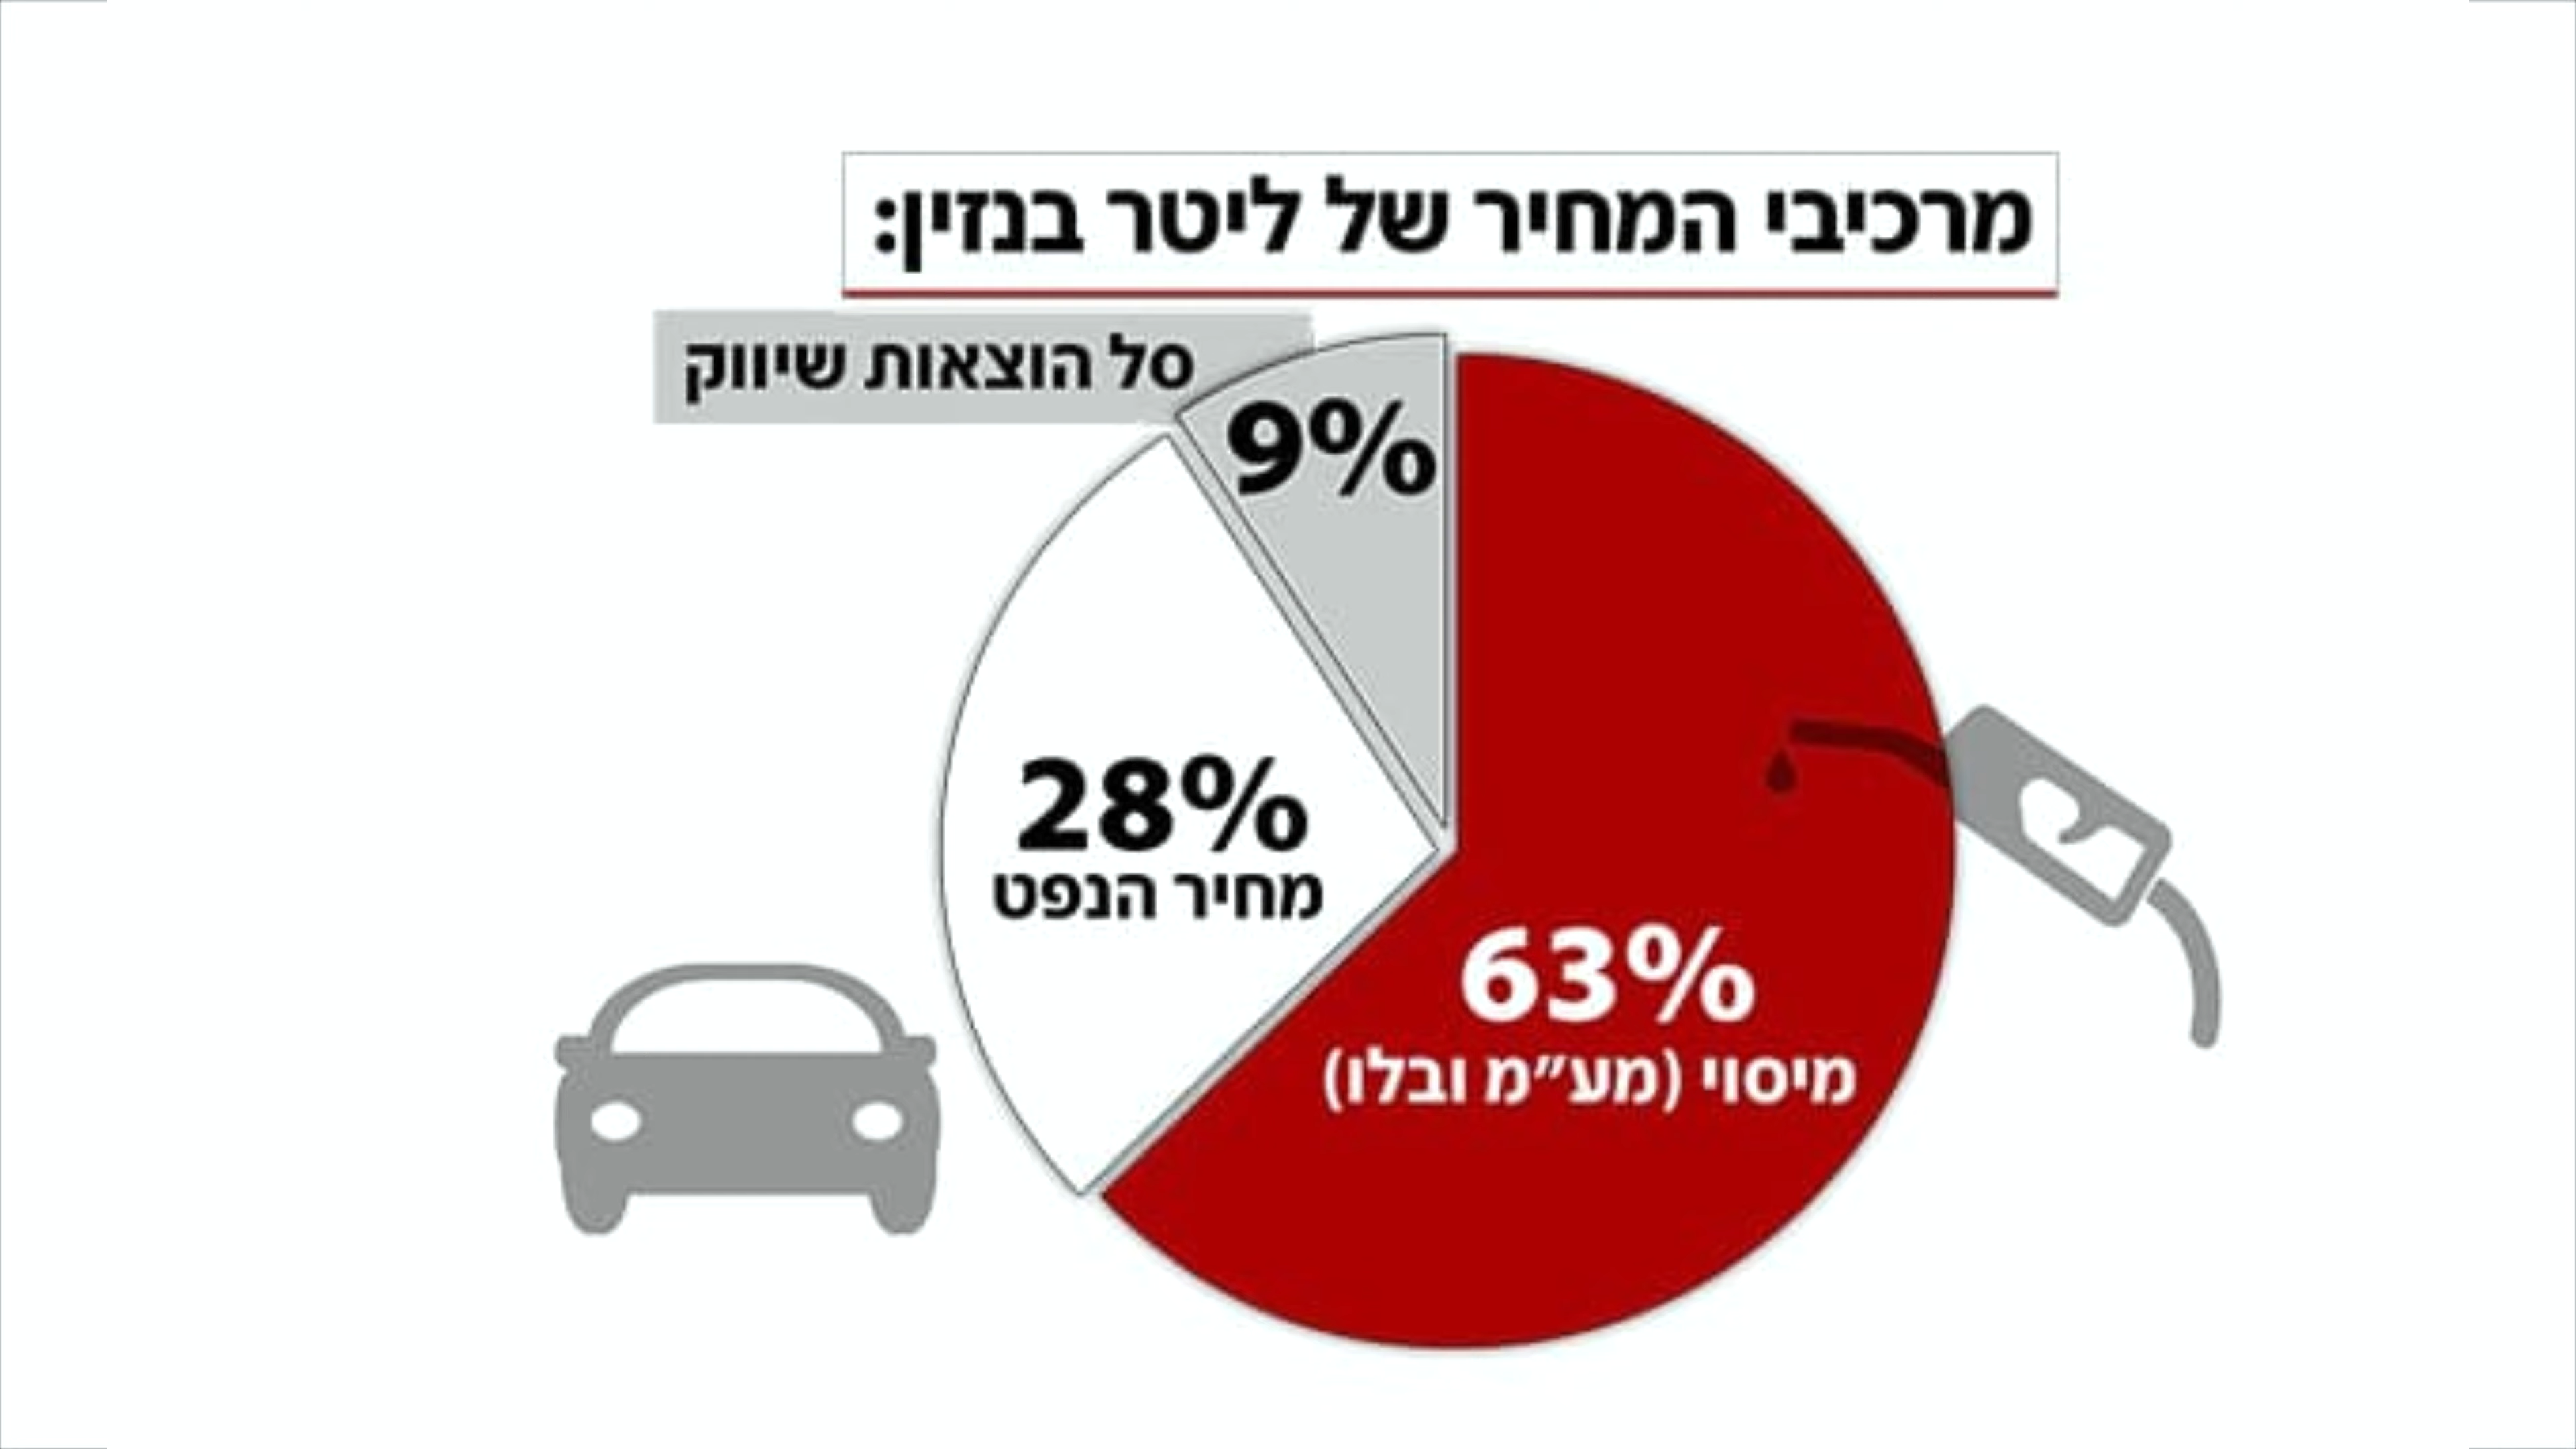 מרכיבי המחיר של ליטר בנזין:
סל הוצאות שיווק
9%
28%
מחיר הנפט
63%
מיסוי (מע״מ ובלו)